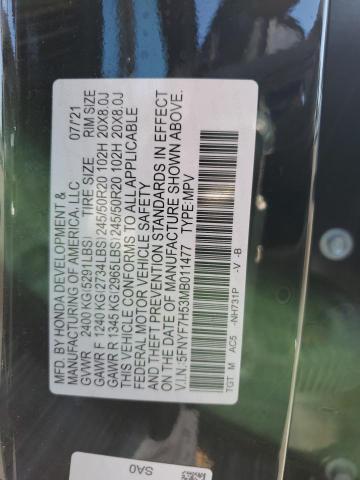 MFD. BY HONDA DEVELOPMENT &
MANUFACTURING OF AMERICA, LLC 07/'21
GVWR 2400 KG(5291LBS) TIRE SIZE RIM SIZE
GAWR F 1240 KG(2734LBS)245/50R20 102H 20X8.0J
GAWR R 1345 KG(2965LBS)245/50R20 102H 20X8.0J
THIS VEHICLE CONFORMS TO ALL APPLICABLE
FEDERAL MOTOR VEHICLE SAFETY
AND THEFT PREVENTION STANDARDS IN EFFECT
ON THE DATE OF MANUFACTURE SHOWN ABOVE.
V.I.N.:5FNYF7H53MB011477 TYPE:MPV
TGT M AC5 -NH731P -V -B
SA0